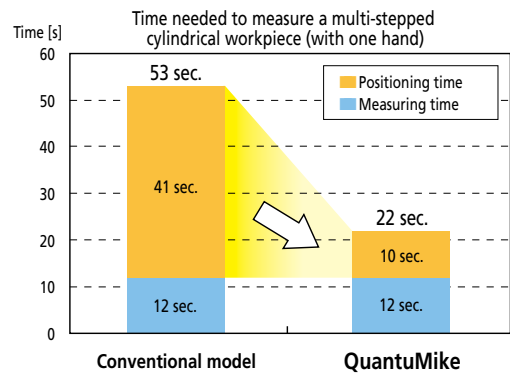 Time needed to measure a multi-stepped
cylindrical workpiece (with one hand)
Time [s]
60
50
40
30
20
10
0
53 sec.
41 sec.
12 sec.
22 sec.
10 sec.
12 sec.
Positioning time
Measuring time
Conventional model
QuantuMike